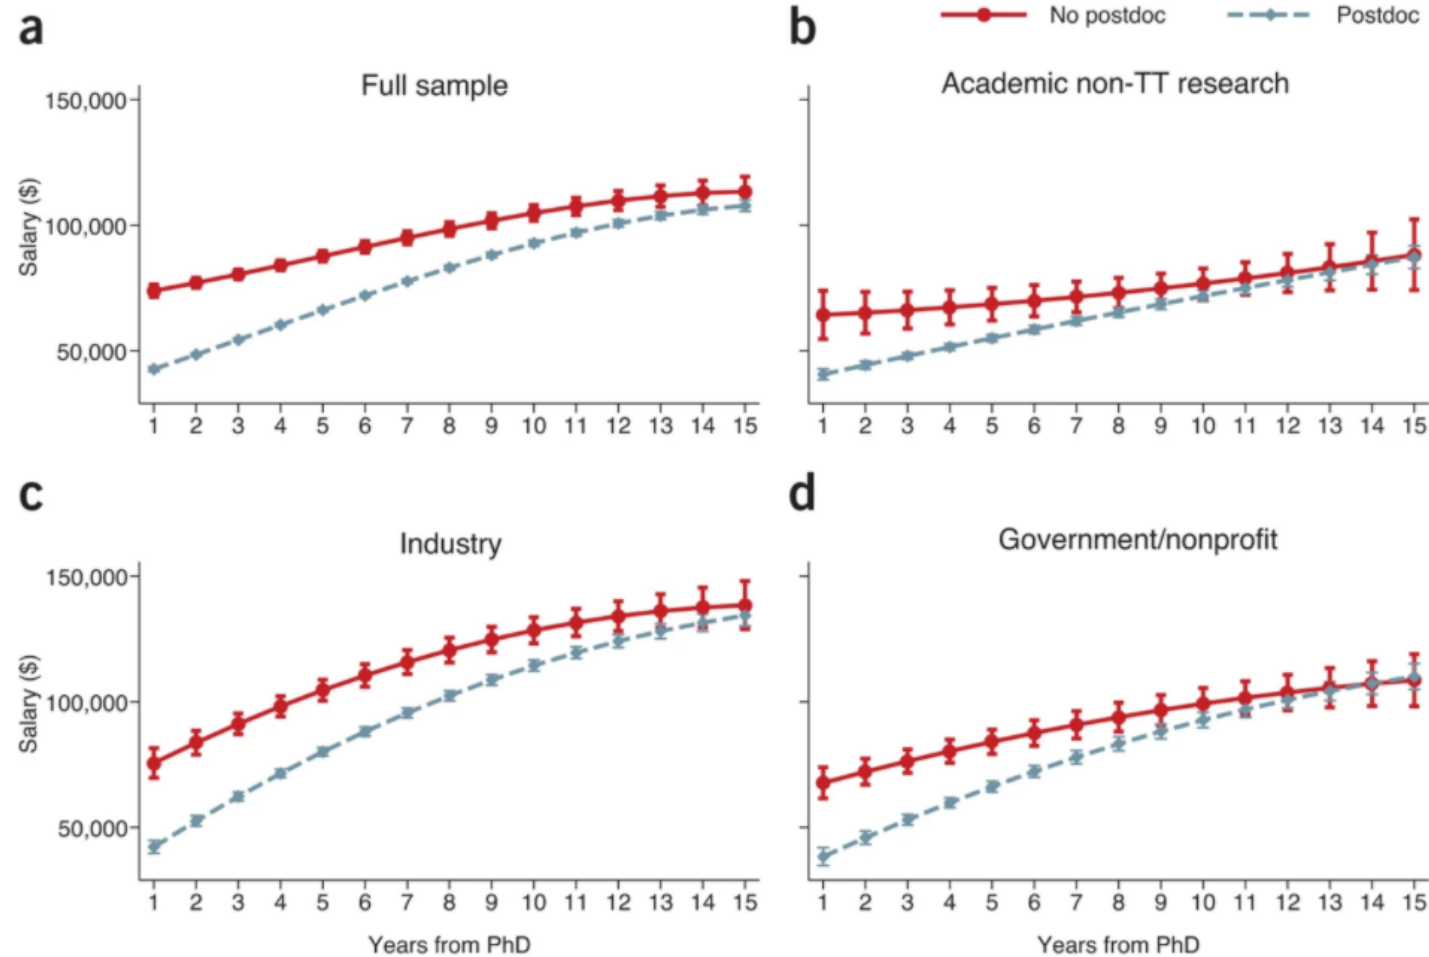 a
b
No postdoc
Postdoc
Full sample
Academic non-TT research
150,000
100,000
50,000
Salary ($)
1 2 3 4 5 6 7 8 9 10 11 12 13 14 15
1 2 3 4 5 6 7 8 9 10 11 12 13 14 15
c
d
Industry
Government/nonprofit
150,000
100,000
50,000
Salary ($)
1 2 3 4 5 6 7 8 9 10 11 12 13 14 15
1 2 3 4 5 6 7 8 9 10 11 12 13 14 15
Years from PhD
Years from PhD